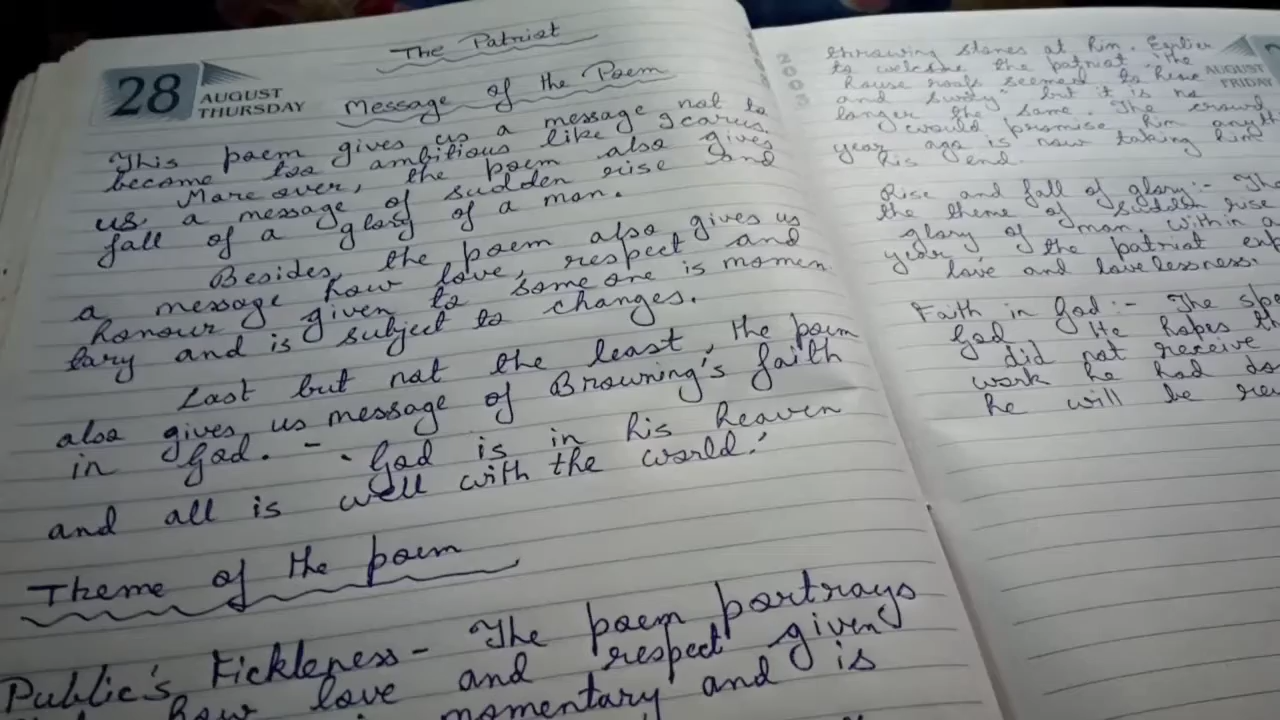 The Patriot
28
AUGUST
THURSDAY
Message of the Poem
This poem gives us a message not to
become too ambitious like Icarus.
More over, the poem also gives
us a message of sudden rise and
fall of a glory of a man.
Besides, the poem also gives us
a message how love, respect and
honour given to some one is momen
tary and is subject to changes.
Last but not the least, the poem
also gives us message of Browning's faith
in God. - "God is in his heaven
and all is well with the world."
Theme of the poem
Public's Fickleness - The poem portrays
how love and respect given
momentary and is
2003
AUGUST
FRIDAY
throwing stones at him. Earlier
to welcome the patriot "The
house roofs seemed to heave
and sway" but it is no
longer the same. The crowd
would promise him anyth
year ago is now taking him
his end.
Rise and fall of glory:- The
the theme of sudden rise
glory of man. Within a
year the patriot
love and lovelessness.
Faith in God:- The spe
God. He hopes th
did not receive
work he had do
he will be rew